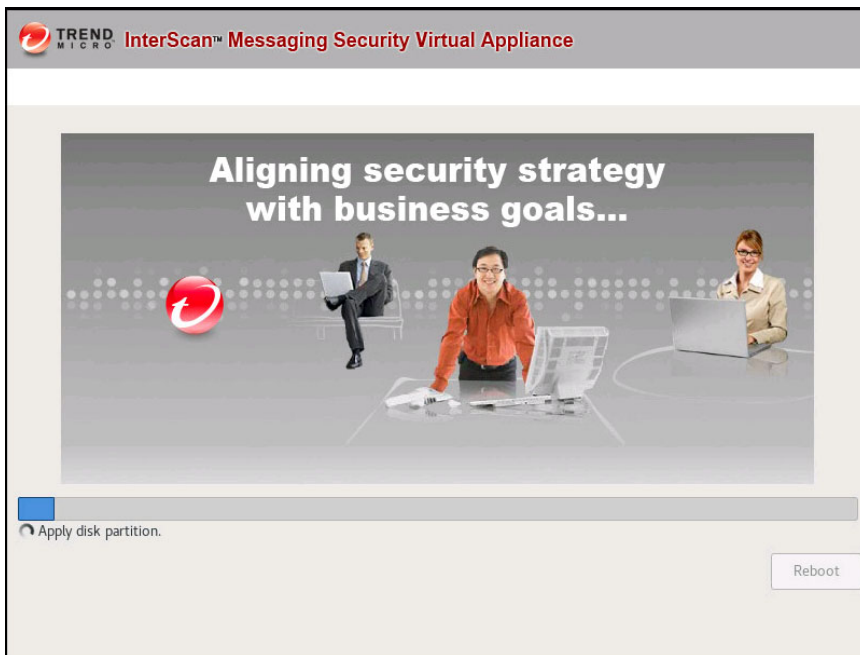 TREND
MICRO
InterScan™ Messaging Security Virtual Appliance
Aligning security strategy
with business goals...
Apply disk partition.
Reboot